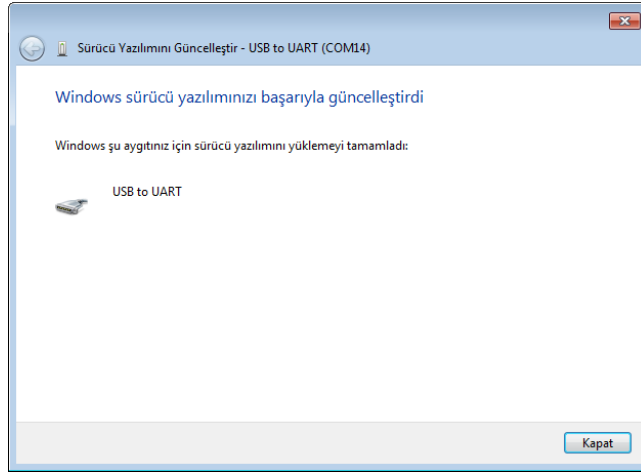 Sürücü Yazılımını Güncelleştir - USB to UART (COM14)
Windows sürücü yazılımınızı başarıyla güncelleştirdi
Windows şu aygıtınız için sürücü yazılımını yüklemeyi tamamladı:
USB to UART
Kapat